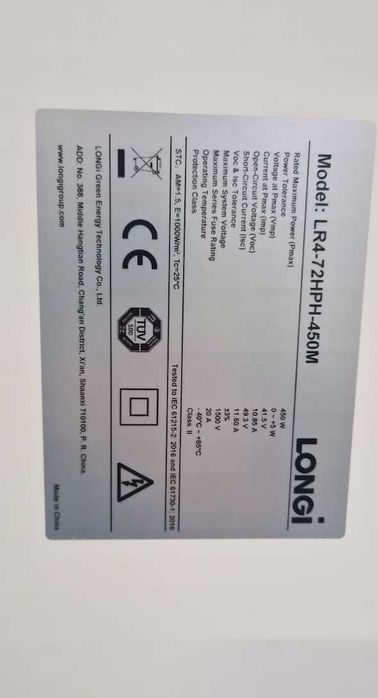 LONGi
Model: LR4-72HPH-450M
Rated Maximum Power (Pmax) 450 W
Power Tolerance 0 ~ +5 W
Voltage at Pmax (Vmp) 41.5 V
Current at Pmax (Imp) 10.85 A
Open-Circuit Voltage (Voc) 49.3 V
Short-Circuit Current (Isc) 11.60 A
Voc & Isc Tolerance ±3%
Maximum System Voltage 1500 V
Maximum Series Fuse Rating 20 A
Operating Temperature -40°C ~ +85°C
Protection Class Class II
STC: AM=1.5, E=1000W/m², Tc=25°C Tested to IEC 61215-2: 2016 and IEC 61730-1: 2016
CE
TÜV
SÜD
LONGi Green Energy Technology Co., Ltd
ADD: No. 388, Middle Hangtian Road, Chang'an District, Xi'an, Shaanxi 710100, P. R. China.
www.longigroup.com Made in China